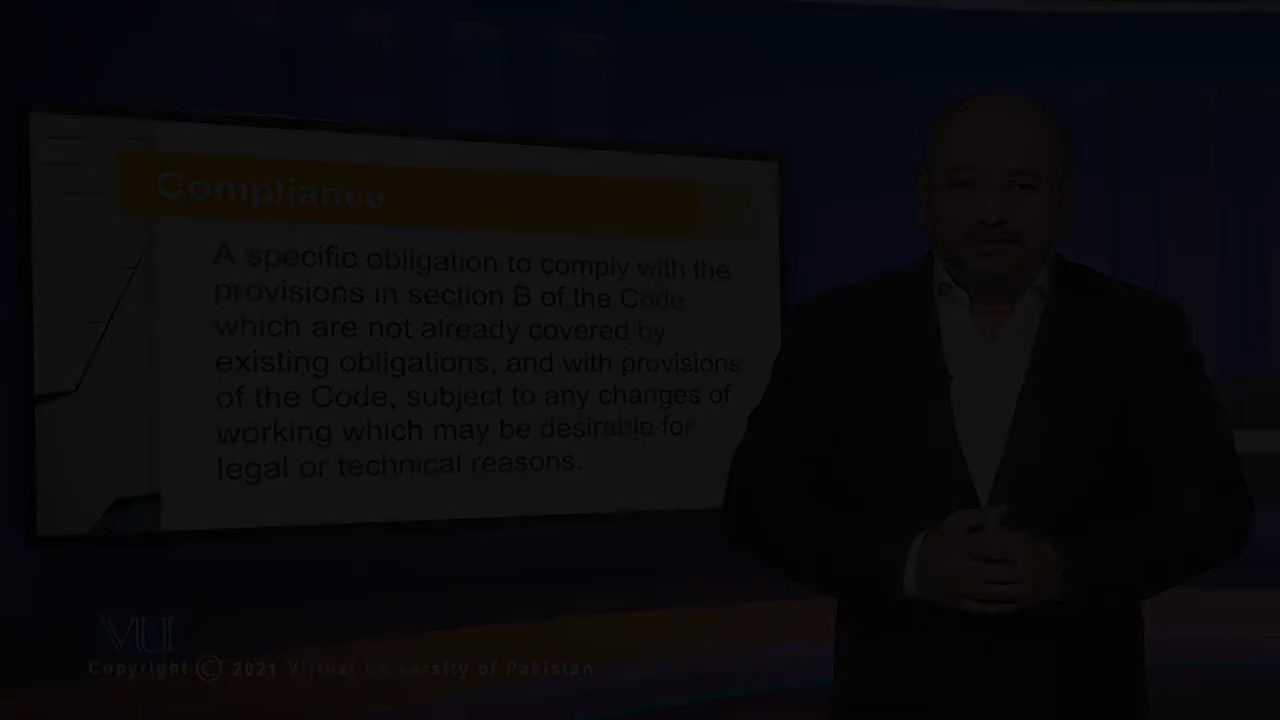 Compliance
A specific obligation to comply with the
provisions in section B of the Code
which are not already covered by
existing obligations, and with provisions
of the Code, subject to any changes of
working which may be desirable for
legal or technical reasons.
VU
Copyright © 2021 Virtual University of Pakistan